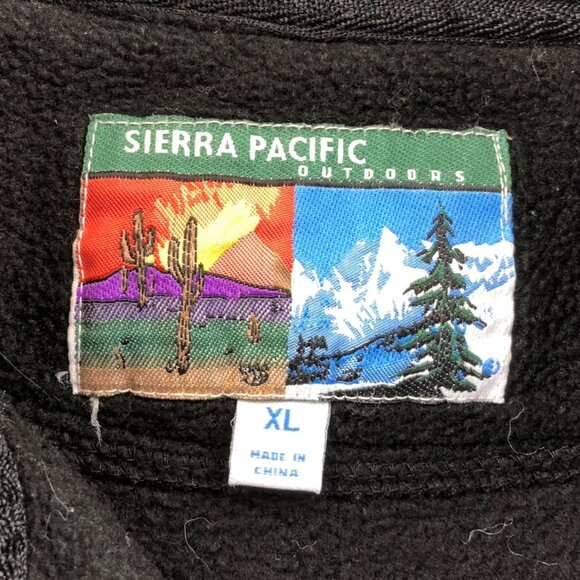 SIERRA PACIFIC
OUTDOORS
XL
MADE IN
CHINA